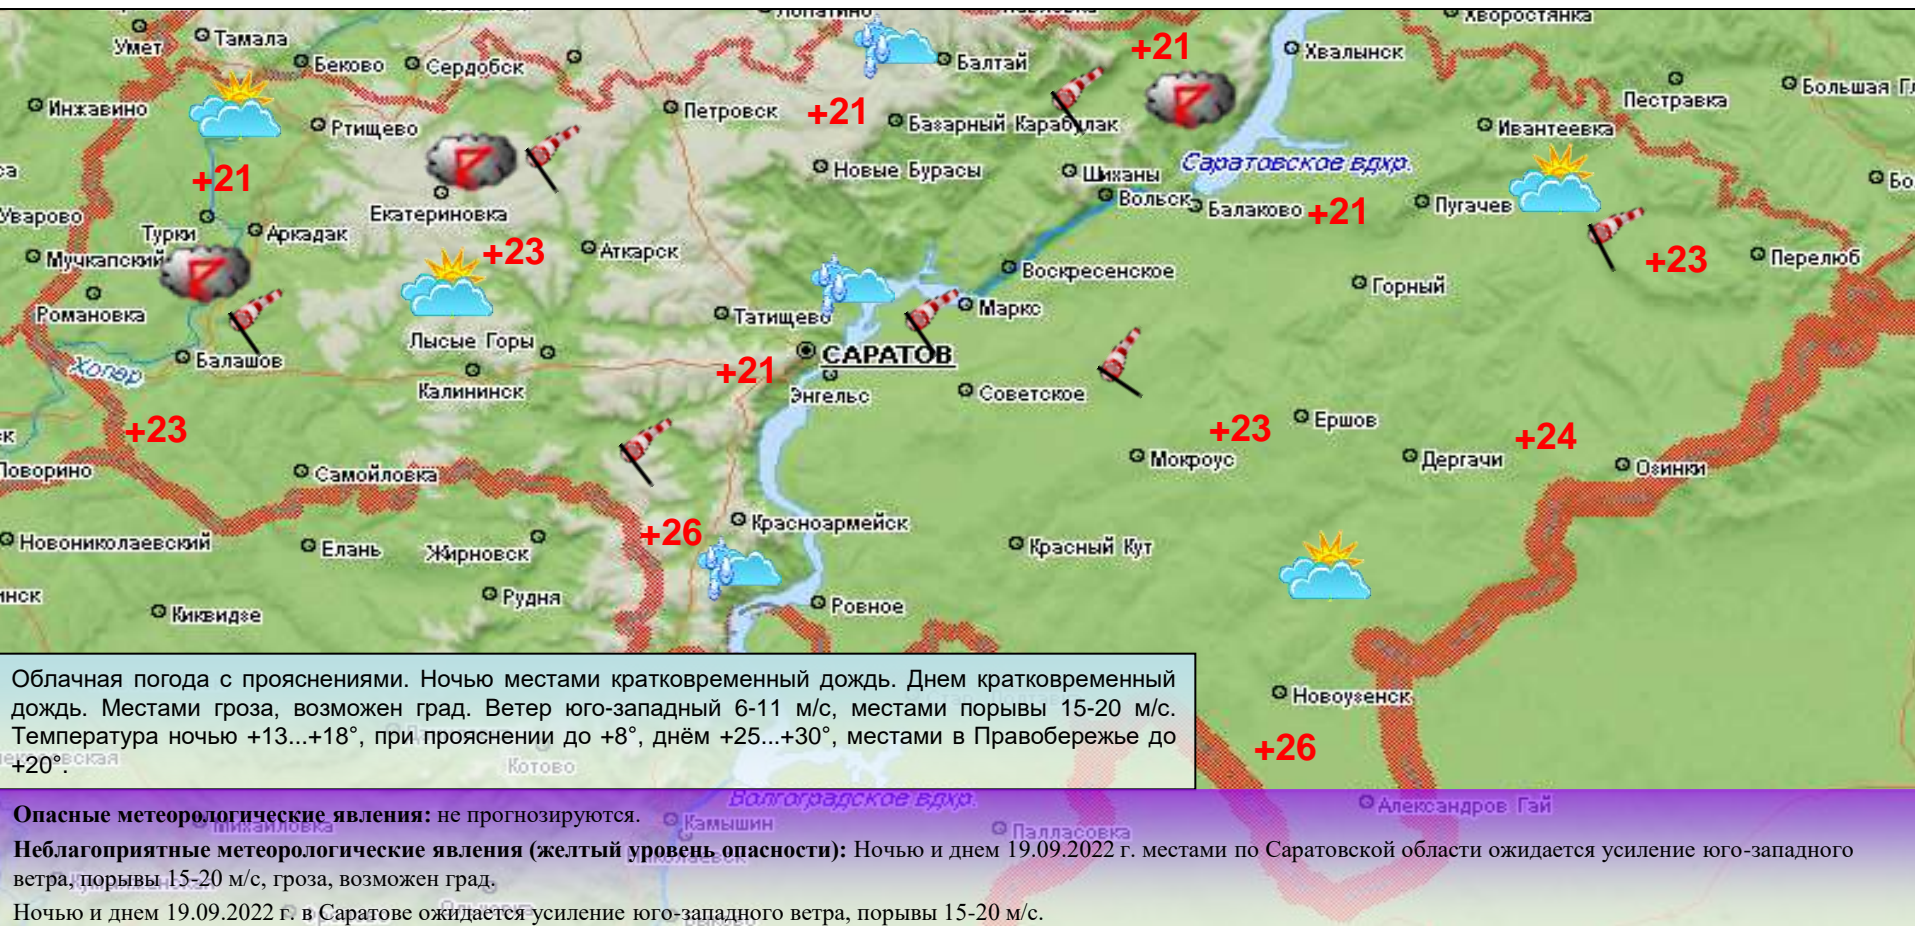 Лопатино
Хворостянка
Умет
Тамала
+21
Хвалынск
Беково
Сердобск
Балтай
Большая Гл
Пестравка
Инжавино
Петровск
+21
Базарный Карабулак
Ртищево
Ивантеевка
Саратовское вдхр.
Новые Бурасы
Шиханы
+21
Вольск
Балаково
+21
Пугачев
Бо
Уварово
Екатериновка
Турки
Аркадак
+23
Аткарск
Мучкапский
+23
Перелюб
Воскресенское
Горный
Романовка
Татищево
Маркс
Лысые Горы
САРАТОВ
Балашов
Хопер
+21
Калининск
Энгельс
Советское
+23
+23
Ершов
+24
Поворино
Самойловка
Мокроус
Дергачи
Озинки
+26
Красноармейск
Новониколаевский
Елань
Жирновск
Красный Кут
инск
Рудня
Киквидзе
Ровное
Облачная погода с прояснениями. Ночью местами кратковременный дождь. Днем кратковременный
дождь. Местами гроза, возможен град. Ветер юго-западный 6-11 м/с, местами порывы 15-20 м/с.
Температура ночью +13...+18°, при прояснении до +8°, днём +25...+30°, местами в Правобережье до
+20°.
Новоузенск
+26
Котово
Волгоградское вдхр.
Александров Гай
Опасные метеорологические явления: не прогнозируются.
Михайловка
Камышин
Палласовка
Неблагоприятные метеорологические явления (желтый уровень опасности): Ночью и днем 19.09.2022 г. местами по Саратовской области ожидается усиление юго-западного
Николаевск
ветра, порывы 15-20 м/с, гроза, возможен град.
Ночью и днем 19.09.2022 г. в Саратове ожидается усиление юго-западного ветра, порывы 15-20 м/с.